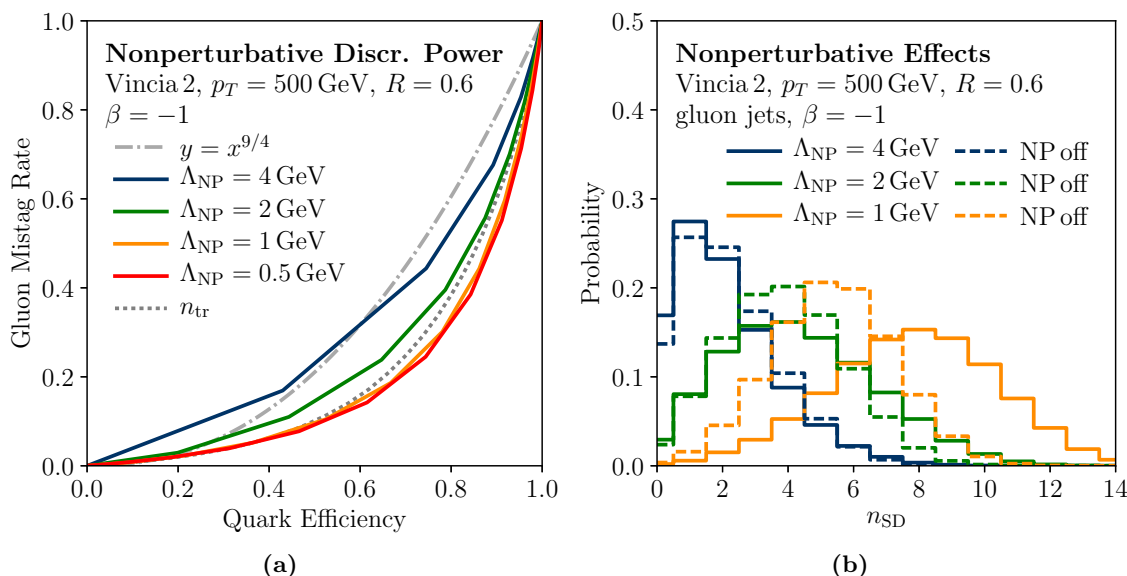 Nonperturbative Discr. Power
Vincia 2, p_T = 500 GeV, R = 0.6
β = −1
y = x^{9/4}
Λ_NP = 4 GeV
Λ_NP = 2 GeV
Λ_NP = 1 GeV
Λ_NP = 0.5 GeV
n_tr
Gluon Mistag Rate
1.0
0.8
0.6
0.4
0.2
0.0
0.0 0.2 0.4 0.6 0.8 1.0
Quark Efficiency
(a)
Nonperturbative Effects
Vincia 2, p_T = 500 GeV, R = 0.6
gluon jets, β = −1
Λ_NP = 4 GeV NP off
Λ_NP = 2 GeV NP off
Λ_NP = 1 GeV NP off
Probability
0.5
0.4
0.3
0.2
0.1
0.0
0 2 4 6 8 10 12 14
n_SD
(b)